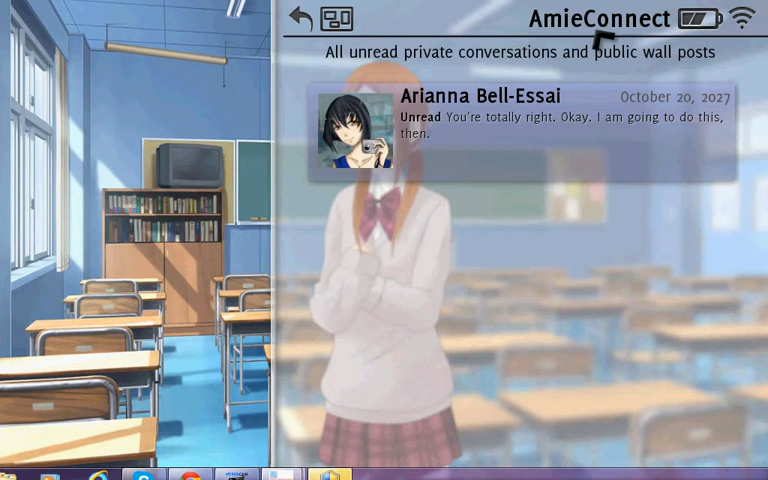 AmieConnect
All unread private conversations and public wall posts
Arianna Bell-Essai October 20, 2027
Unread You're totally right. Okay. I am going to do this,
then.